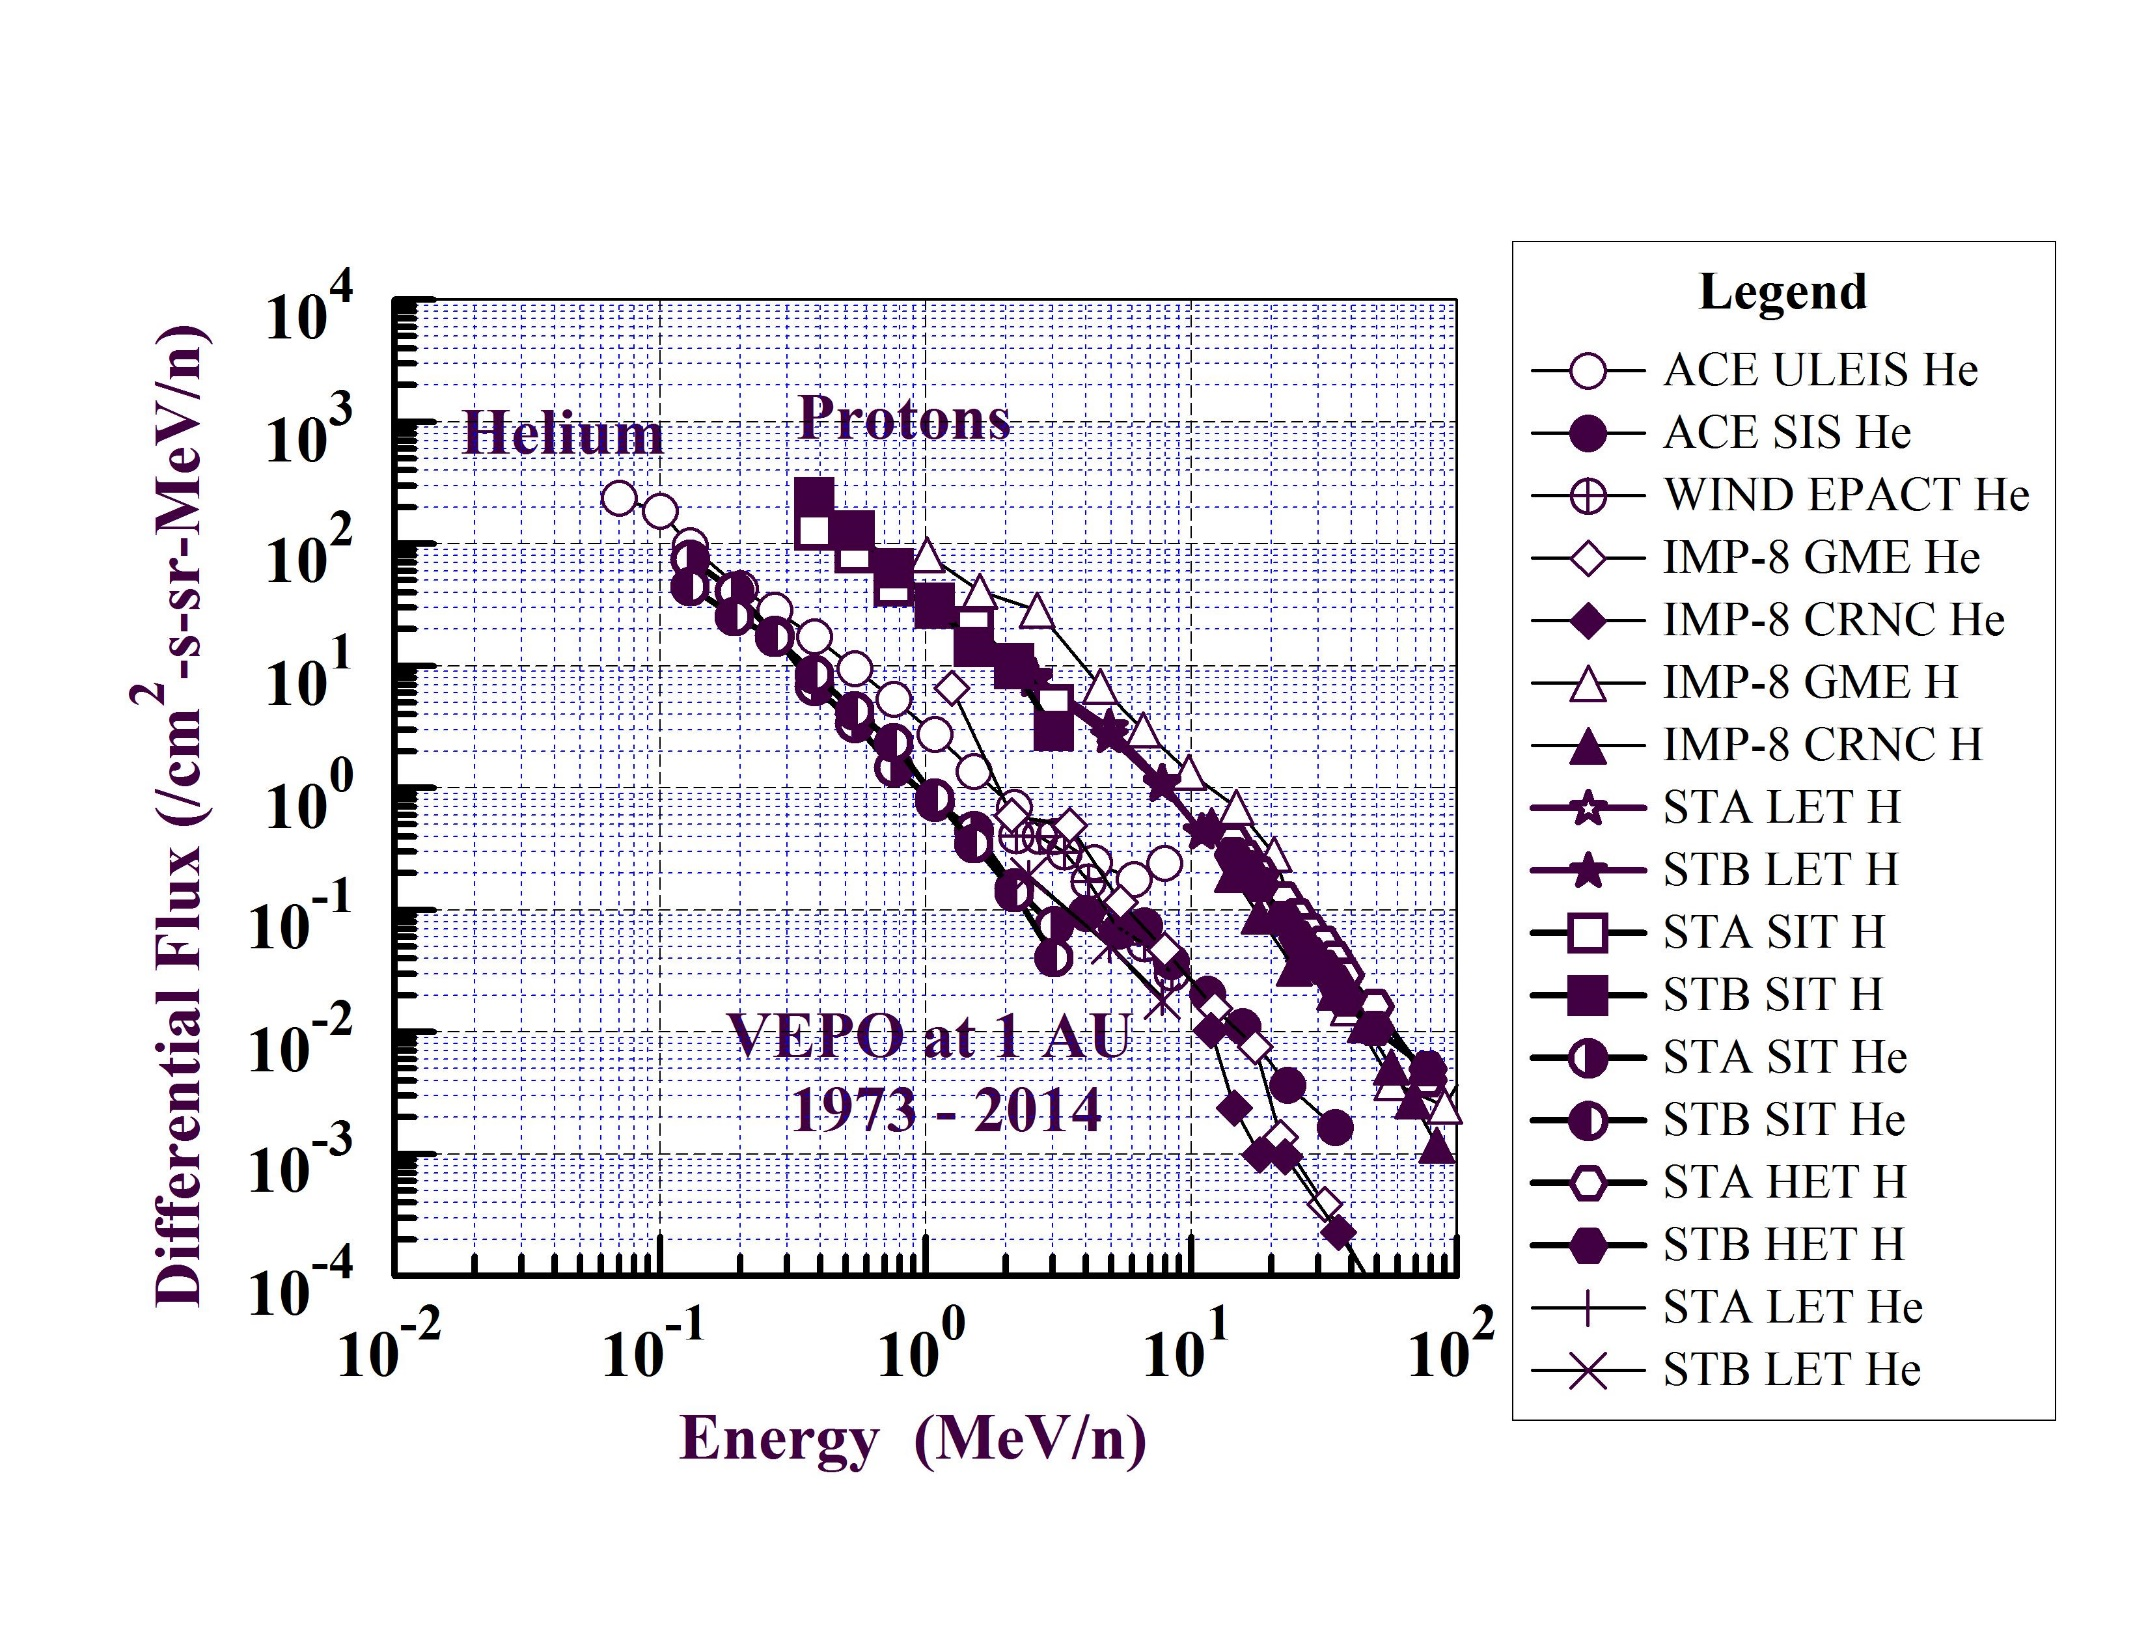 Differential Flux (/cm²-s-sr-MeV/n)
10⁴
10³
10²
10¹
10⁰
10⁻¹
10⁻²
10⁻³
10⁻⁴
Helium
Protons
VEPO at 1 AU
1973 - 2014
10⁻²
10⁻¹
10⁰
10¹
10²
Energy (MeV/n)
Legend
ACE ULEIS He
ACE SIS He
WIND EPACT He
IMP-8 GME He
IMP-8 CRNC He
IMP-8 GME H
IMP-8 CRNC H
STA LET H
STB LET H
STA SIT H
STB SIT H
STA SIT He
STB SIT He
STA HET H
STB HET H
STA LET He
STB LET He